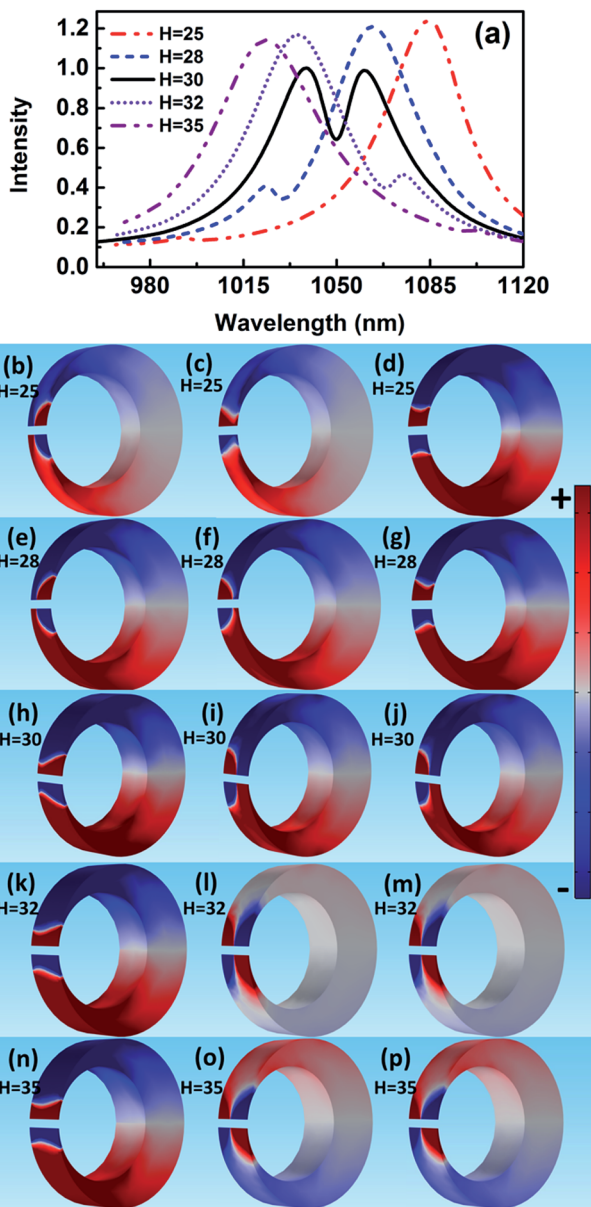 (a)
H=25
H=28
H=30
H=32
H=35
Intensity
1.2
1.0
0.8
0.6
0.4
0.2
0.0
980 1015 1050 1085 1120
Wavelength (nm)
(b) (c) (d)
H=25 H=25 H=25
+
(e) (f) (g)
H=28 H=28 H=28
(h) (i) (j)
H=30 H=30 H=30
(k) (l) (m)
-
H=32 H=32 H=32
(n) (o) (p)
H=35 H=35 H=35